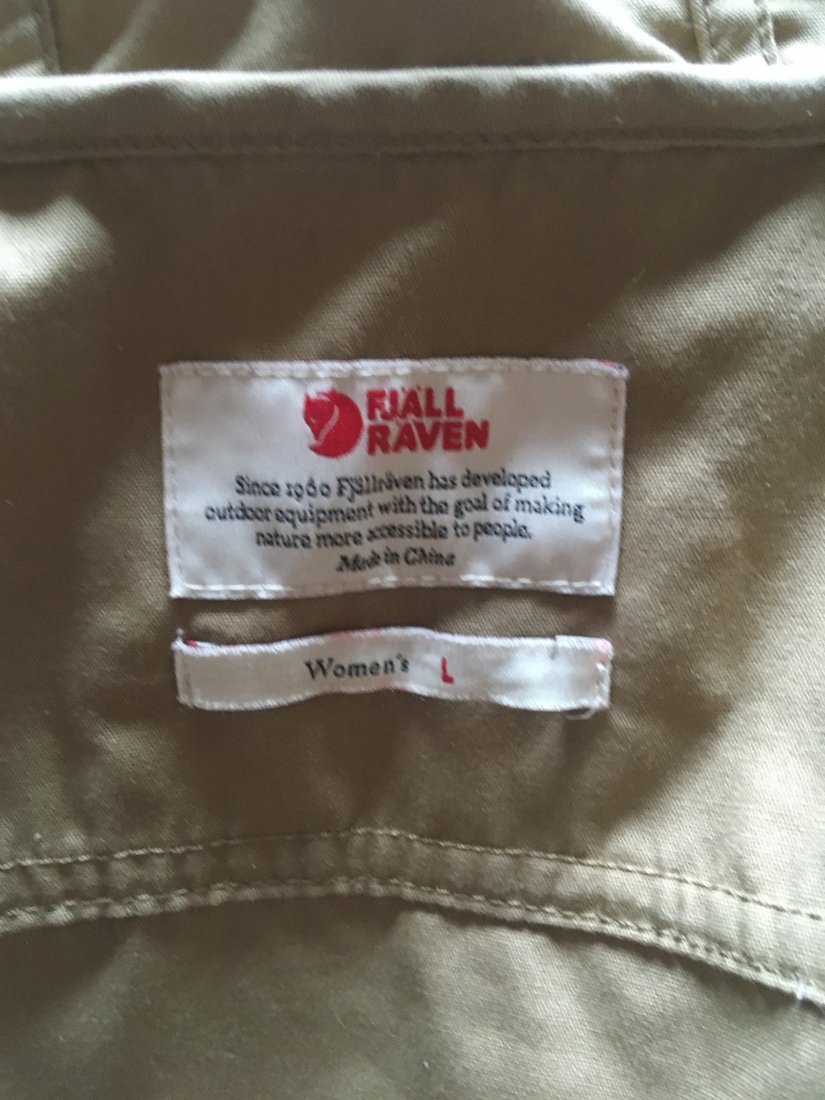 FJÄLL
RÄVEN
Since 1960 Fjällräven has developed
outdoor equipment with the goal of making
nature more accessible to people.
Made in China
Women's L